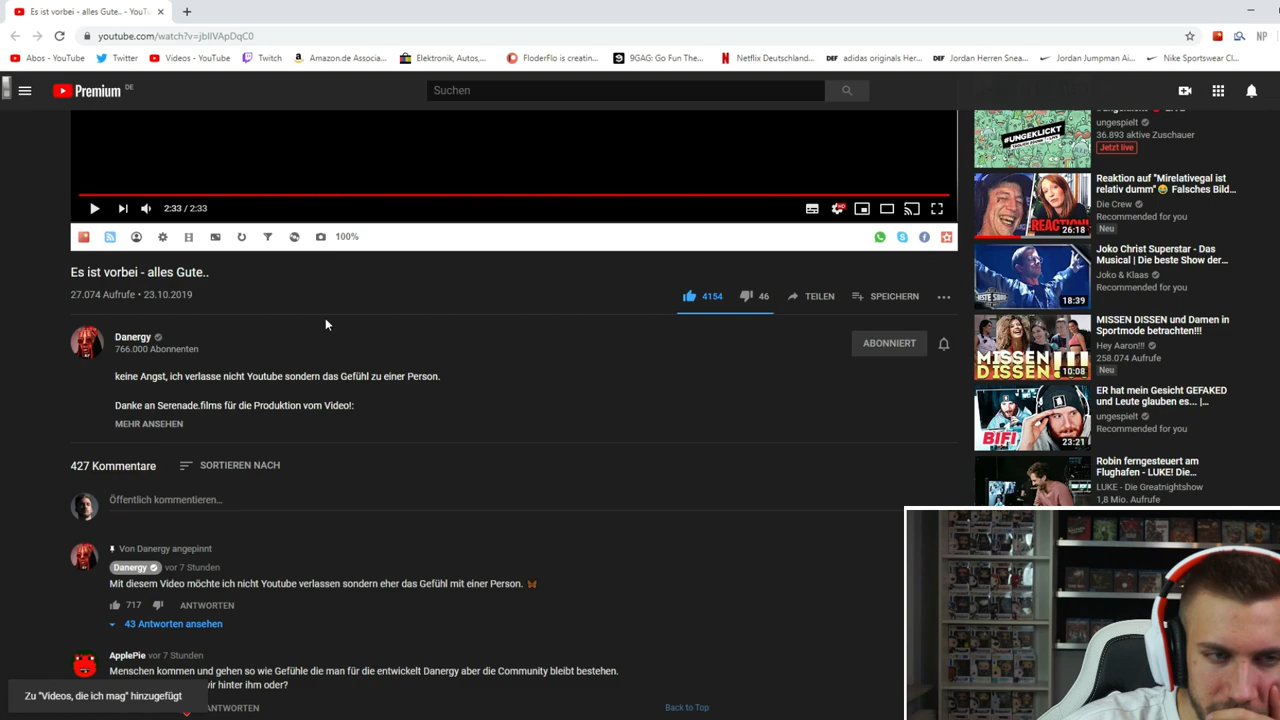 Es ist vorbei - alles Gute.. - YouTu
youtube.com/watch?v=jbIIVApDqC0
Abos - YouTube
Twitter
Videos - YouTube
Twitch
Amazon.de Associa...
Elektronik, Autos,...
FloderFlo is creatin...
9GAG: Go Fun The...
Netflix Deutschland...
adidas originals Her...
Jordan Herren Snea...
Jordan Jumpman Ai...
Nike Sportswear Cl...
NP
Premium DE
Suchen
#UNGEKLICKT
ungespielt
36.893 aktive Zuschauer
Jetzt live
2:33 / 2:33
HD
100%
Reaktion auf "Mirelativegal ist
relativ dumm" 😂 Falsches Bild...
Die Crew
Recommended for you
Neu
REACTION!
26:18
Es ist vorbei - alles Gute..
27.074 Aufrufe • 23.10.2019
4154
46
TEILEN
SPEICHERN
Joko Christ Superstar - Das
Musical | Die beste Show der...
Joko & Klaas
Recommended for you
18:39
Danergy
766.000 Abonnenten
ABONNIERT
MISSEN DISSEN und Damen in
Sportmode betrachten!!!
Hey Aaron!!!
258.074 Aufrufe
Neu
MISSEN
DISSEN
10:08
keine Angst, ich verlasse nicht Youtube sondern das Gefühl zu einer Person.
Danke an Serenade.films für die Produktion vom Video!:
MEHR ANSEHEN
ER hat mein Gesicht GEFAKED
und Leute glauben es... |...
ungespielt
Recommended for you
BIFI
23:21
427 Kommentare
SORTIEREN NACH
Öffentlich kommentieren...
Robin ferngesteuert am
Flughafen - LUKE! Die...
LUKE - Die Greatnightshow
1,8 Mio. Aufrufe
Von Danergy angepinnt
Danergy vor 7 Stunden
Mit diesem Video möchte ich nicht Youtube verlassen sondern eher das Gefühl mit einer Person. 🦋
717
ANTWORTEN
43 Antworten ansehen
ApplePie vor 7 Stunden
Menschen kommen und gehen so wie Gefühle die man für die entwickelt Danergy aber die Community bleibt bestehen.
wir hinter ihm oder?
Zu "Videos, die ich mag" hinzugefügt
ANTWORTEN
Back to Top